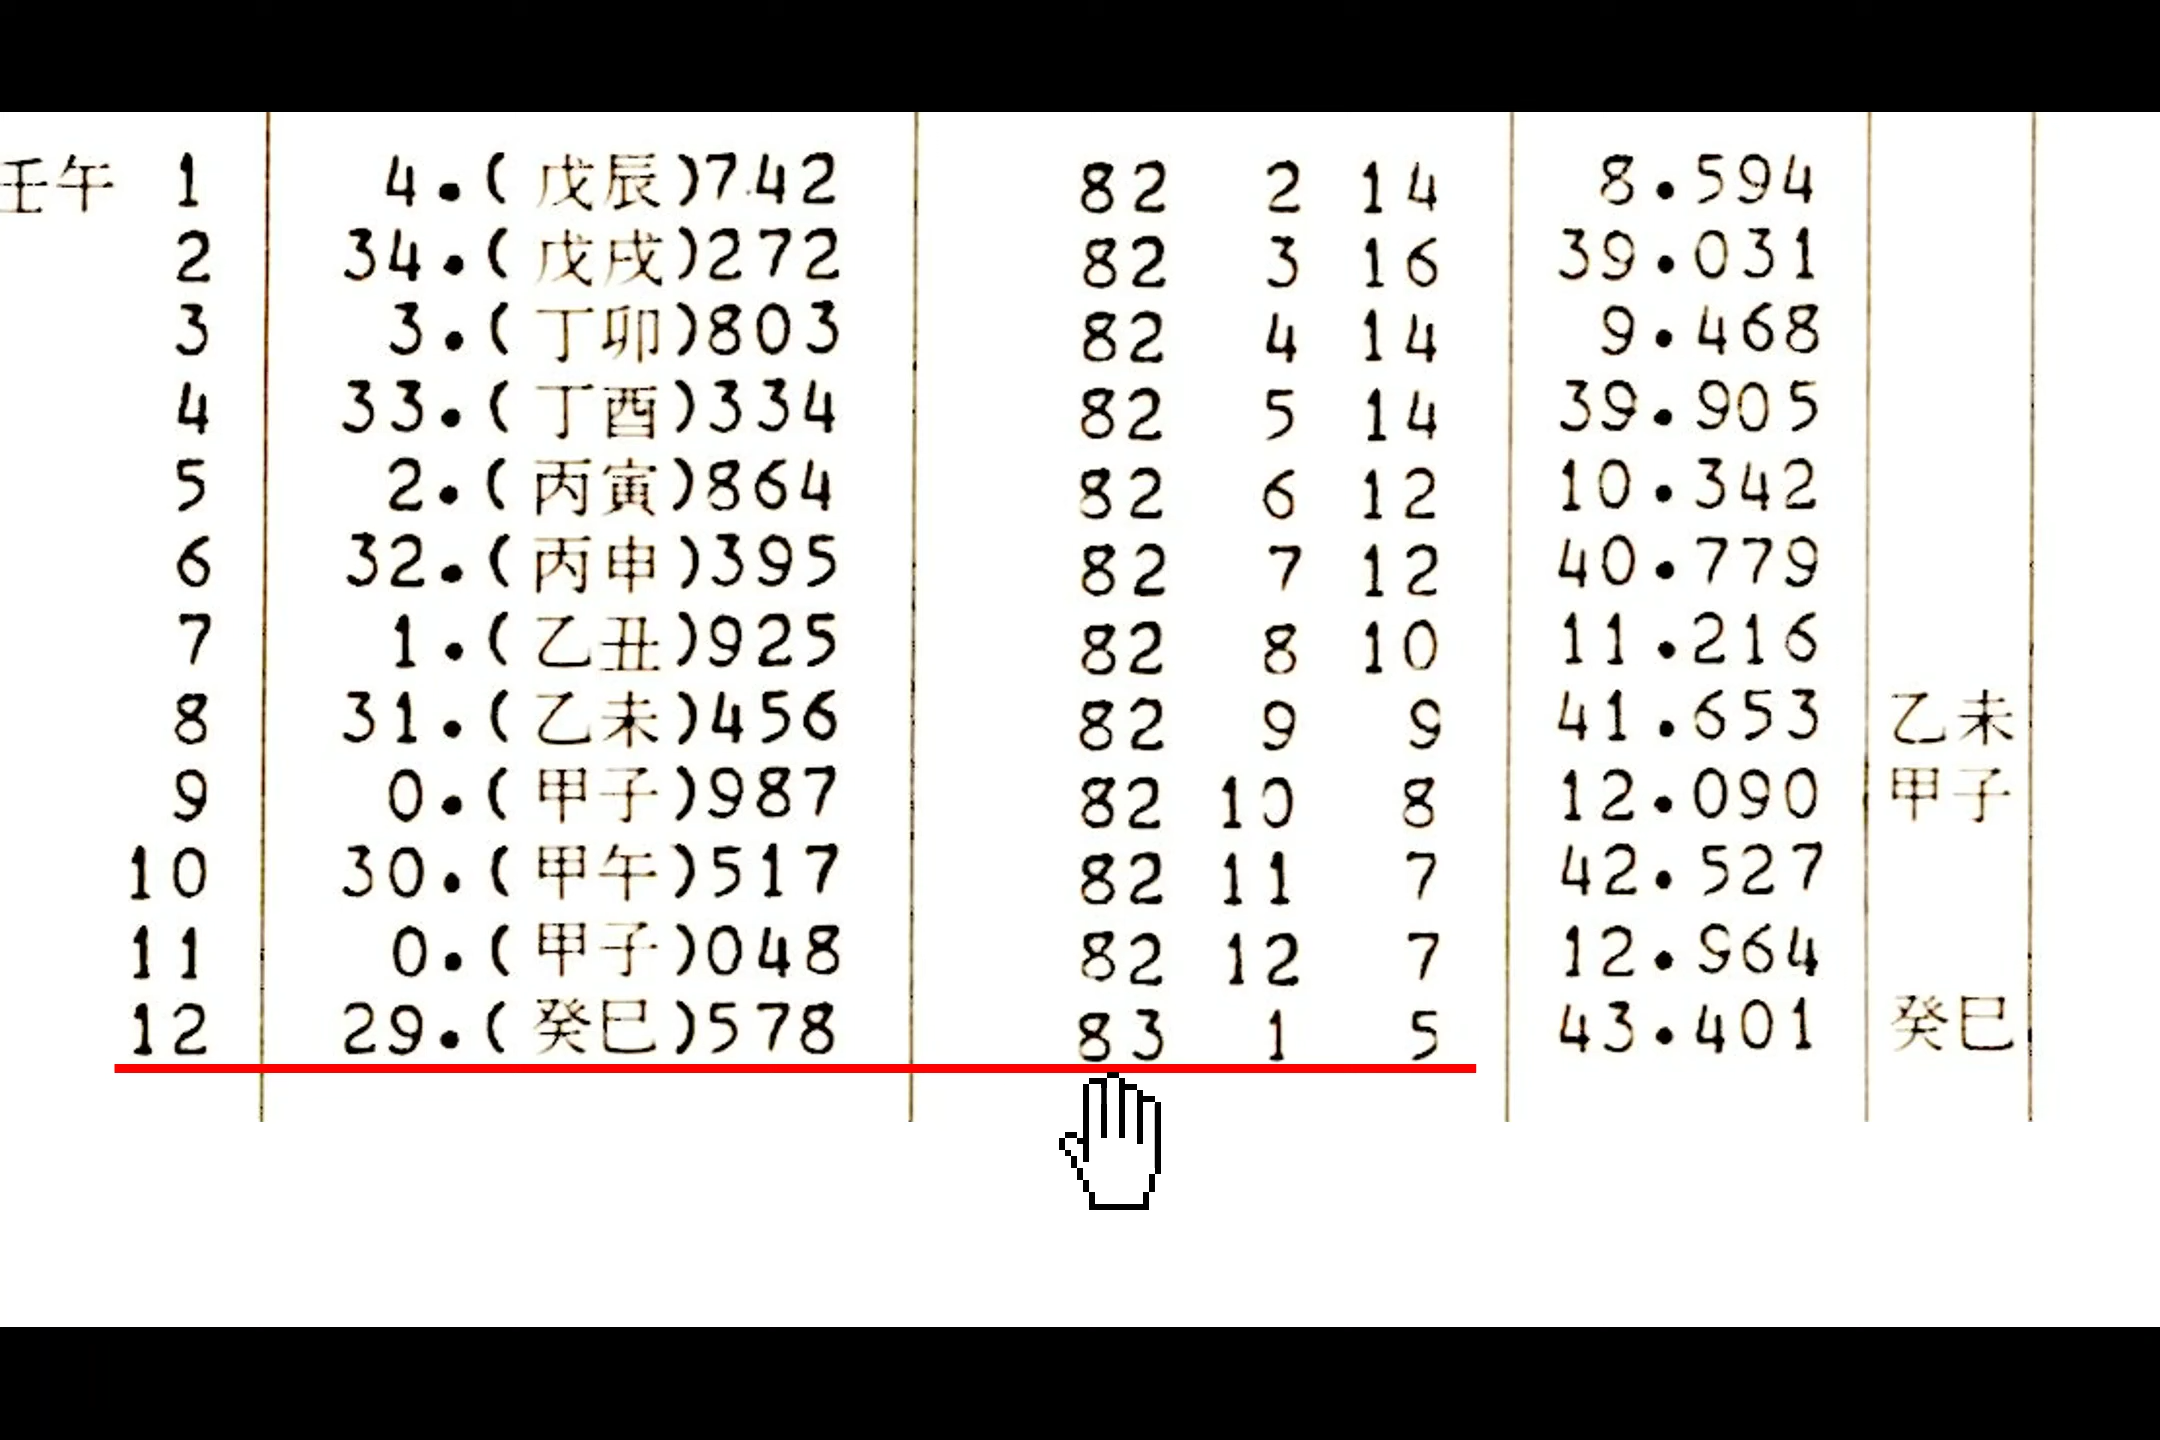 壬午 1 4.(戊辰)742 82 2 14 8.594
2 34.(戊戌)272 82 3 16 39.031
3 3.(丁卯)803 82 4 14 9.468
4 33.(丁酉)334 82 5 14 39.905
5 2.(丙寅)864 82 6 12 10.342
6 32.(丙申)395 82 7 12 40.779
7 1.(乙丑)925 82 8 10 11.216
8 31.(乙未)456 82 9 9 41.653 乙未
9 0.(甲子)987 82 10 8 12.090 甲子
10 30.(甲午)517 82 11 7 42.527
11 0.(甲子)048 82 12 7 12.964
12 29.(癸巳)578 83 1 5 43.401 癸巳